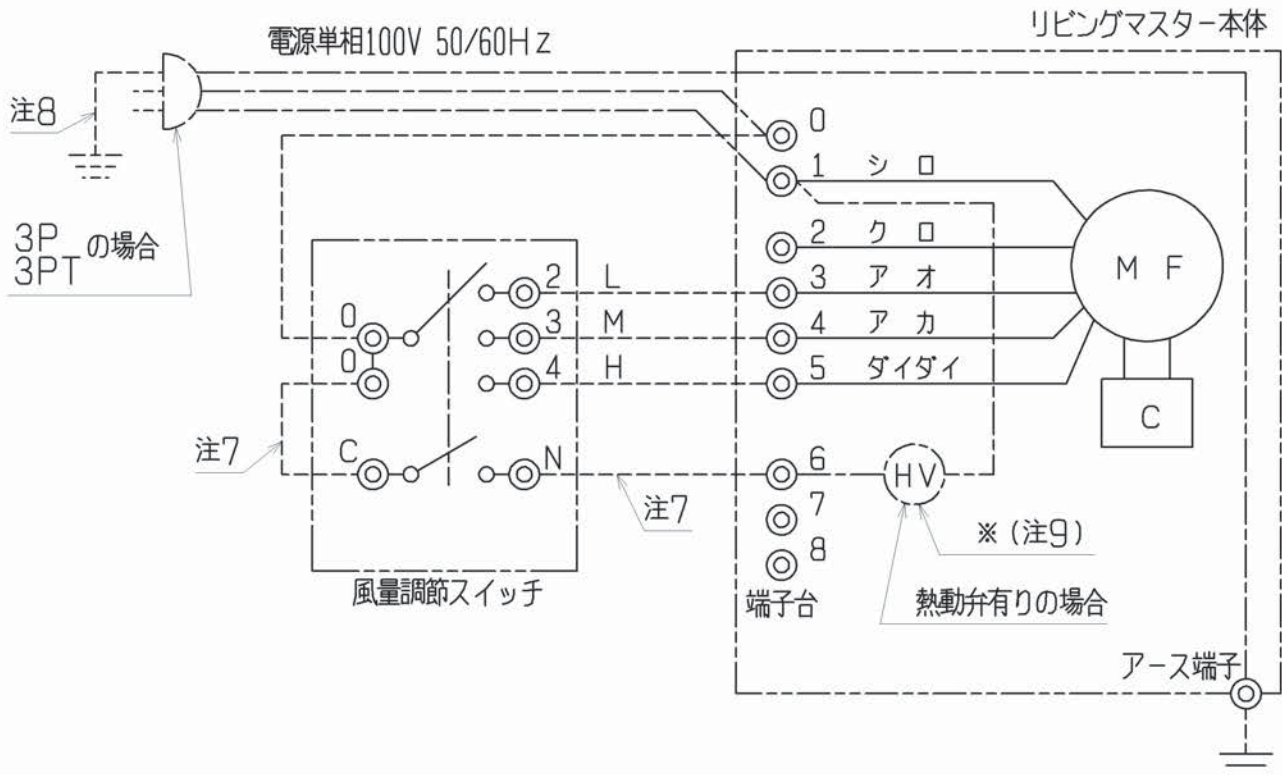 リビングマスター本体
電源単相100V 50/60Hz
注8
3P
3PT
の場合
0
1 シロ
2 クロ
3 アオ
4 アカ
5 ダイダイ
6
7
8
端子台
MF
C
HV
※(注9)
熱動弁有りの場合
アース端子
0
0
C
2 L
3 M
4 H
N
注7
注7
風量調節スイッチ